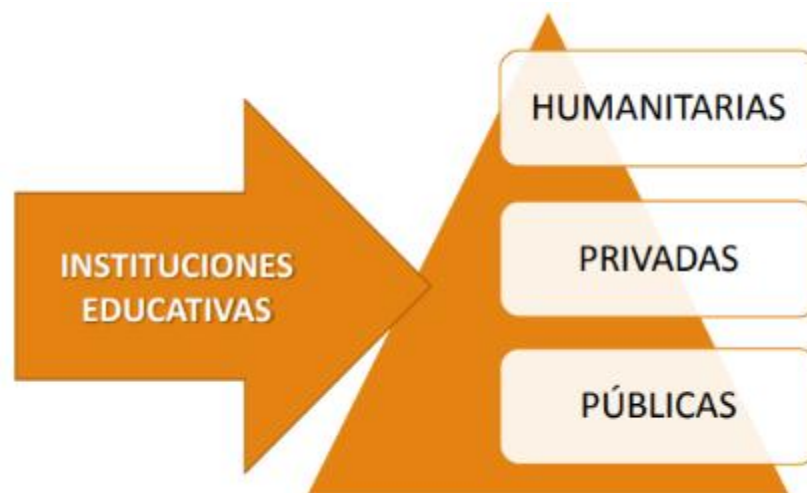 INSTITUCIONES
EDUCATIVAS
HUMANITARIAS
PRIVADAS
PÚBLICAS